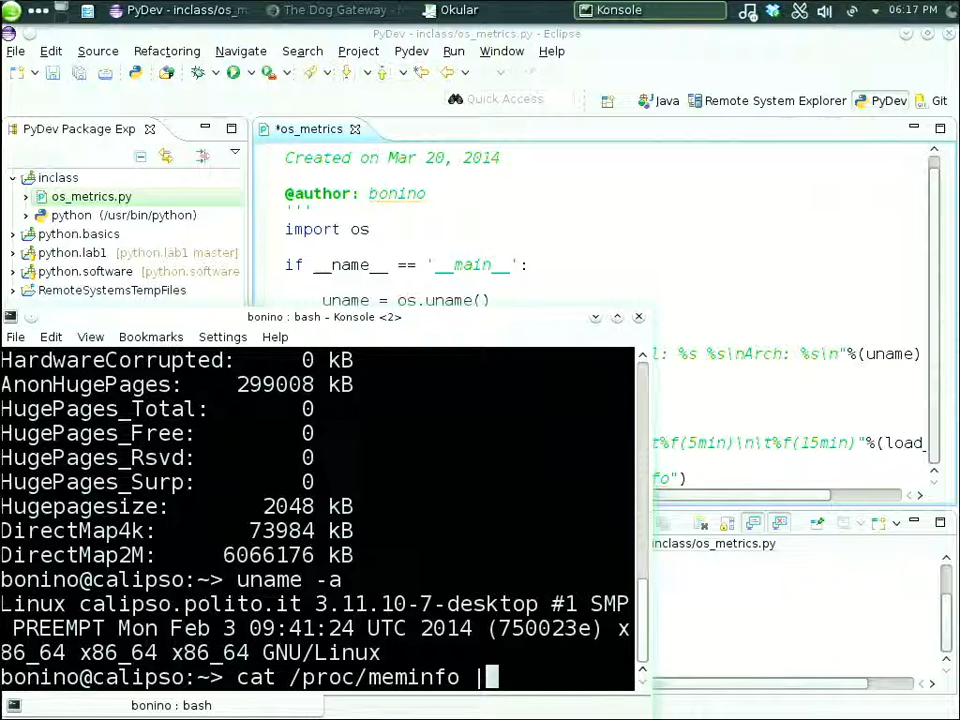 PyDev - inclass/os_m
The Dog Gateway -
Okular
Konsole
06:17 PM
PyDev - inclass/os_metrics.py - Eclipse
File Edit Source Refactoring Navigate Search Project Pydev Run Window Help
Quick Access
Java Remote System Explorer PyDev Git
PyDev Package Exp
*os_metrics
inclass
os_metrics.py
python (/usr/bin/python)
python.basics
python.lab1 [python.lab1 master]
python.software [python.software
RemoteSystemsTempFiles
Created on Mar 20, 2014
@author: bonino
'''
import os
if __name__ == '__main__':
uname = os.uname()
l: %s %s\nArch: %s\n"%(uname)
t%f(5min)\n\t%f(15min)"%(load_
fo")
inclass/os_metrics.py
bonino : bash - Konsole <2>
File Edit View Bookmarks Settings Help
HardwareCorrupted: 0 kB
AnonHugePages: 299008 kB
HugePages_Total: 0
HugePages_Free: 0
HugePages_Rsvd: 0
HugePages_Surp: 0
Hugepagesize: 2048 kB
DirectMap4k: 73984 kB
DirectMap2M: 6066176 kB
bonino@calipso:~> uname -a
Linux calipso.polito.it 3.11.10-7-desktop #1 SMP
PREEMPT Mon Feb 3 09:41:24 UTC 2014 (750023e) x
86_64 x86_64 x86_64 GNU/Linux
bonino@calipso:~> cat /proc/meminfo |
bonino : bash